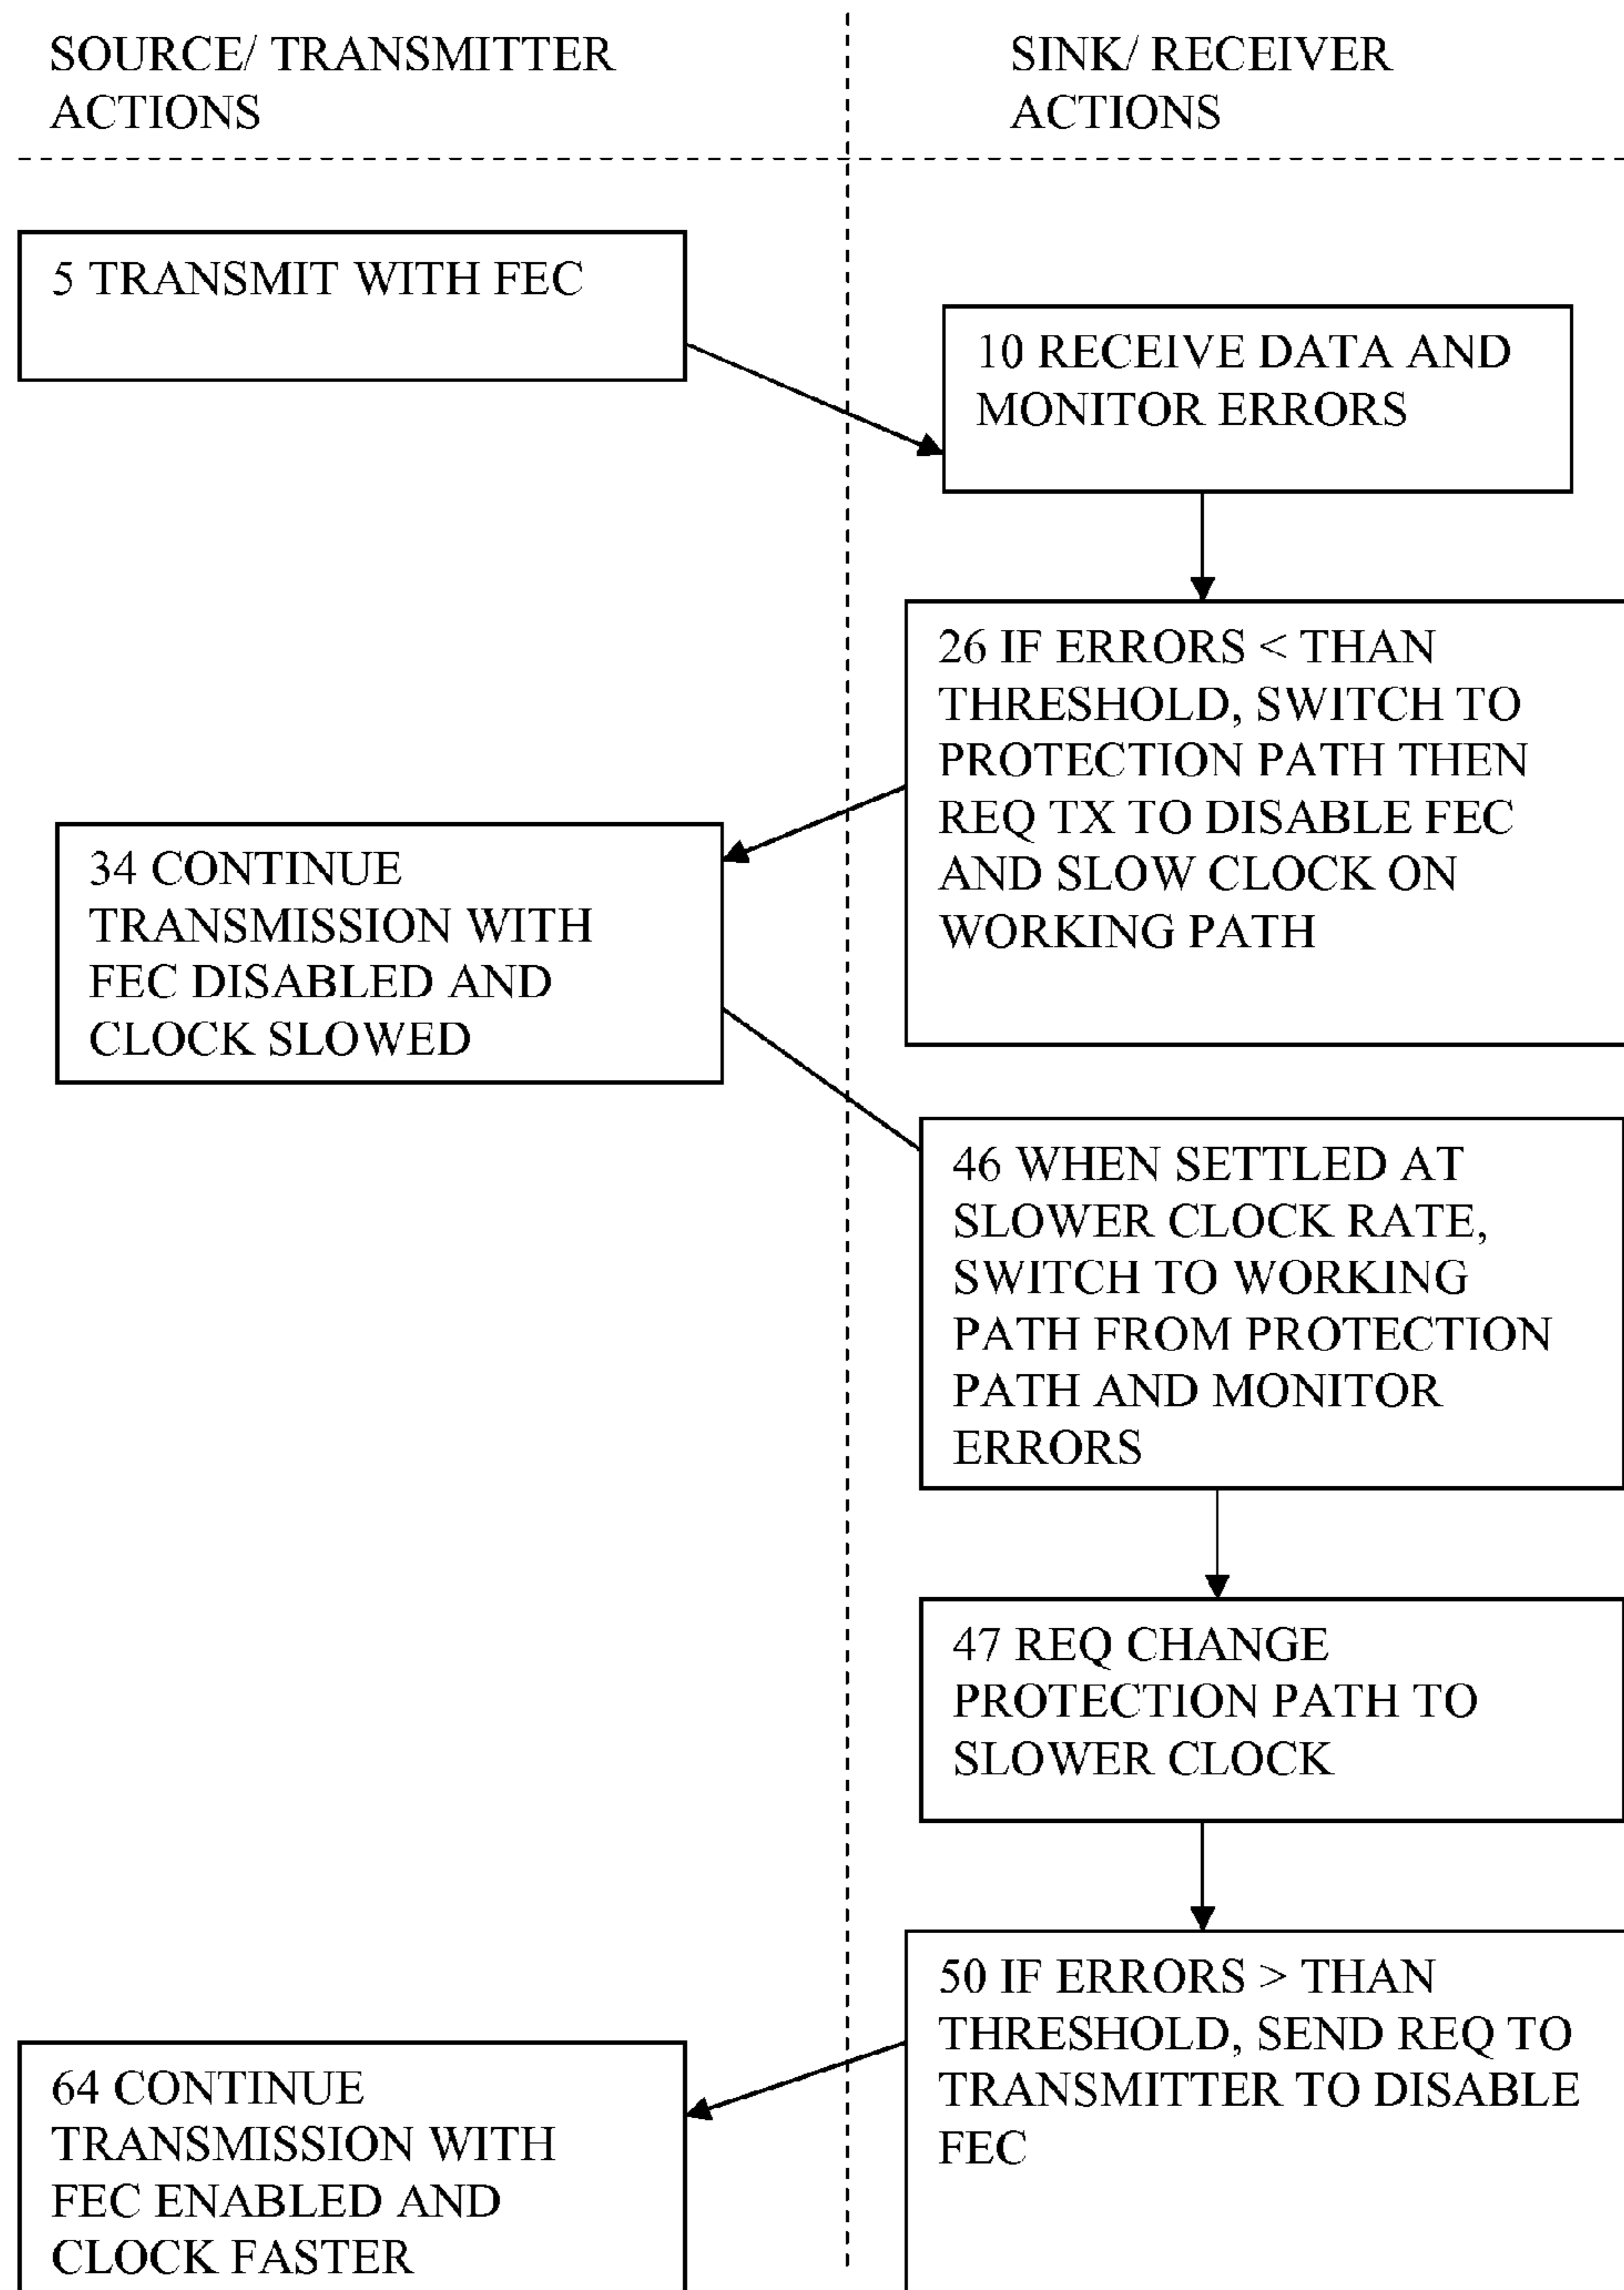 SOURCE/ TRANSMITTER
ACTIONS
SINK/ RECEIVER
ACTIONS
5 TRANSMIT WITH FEC
10 RECEIVE DATA AND
MONITOR ERRORS
26 IF ERRORS < THAN
THRESHOLD, SWITCH TO
PROTECTION PATH THEN
REQ TX TO DISABLE FEC
AND SLOW CLOCK ON
WORKING PATH
34 CONTINUE
TRANSMISSION WITH
FEC DISABLED AND
CLOCK SLOWED
46 WHEN SETTLED AT
SLOWER CLOCK RATE,
SWITCH TO WORKING
PATH FROM PROTECTION
PATH AND MONITOR
ERRORS
47 REQ CHANGE
PROTECTION PATH TO
SLOWER CLOCK
50 IF ERRORS > THAN
THRESHOLD, SEND REQ TO
TRANSMITTER TO DISABLE
FEC
64 CONTINUE
TRANSMISSION WITH
FEC ENABLED AND
CLOCK FASTER